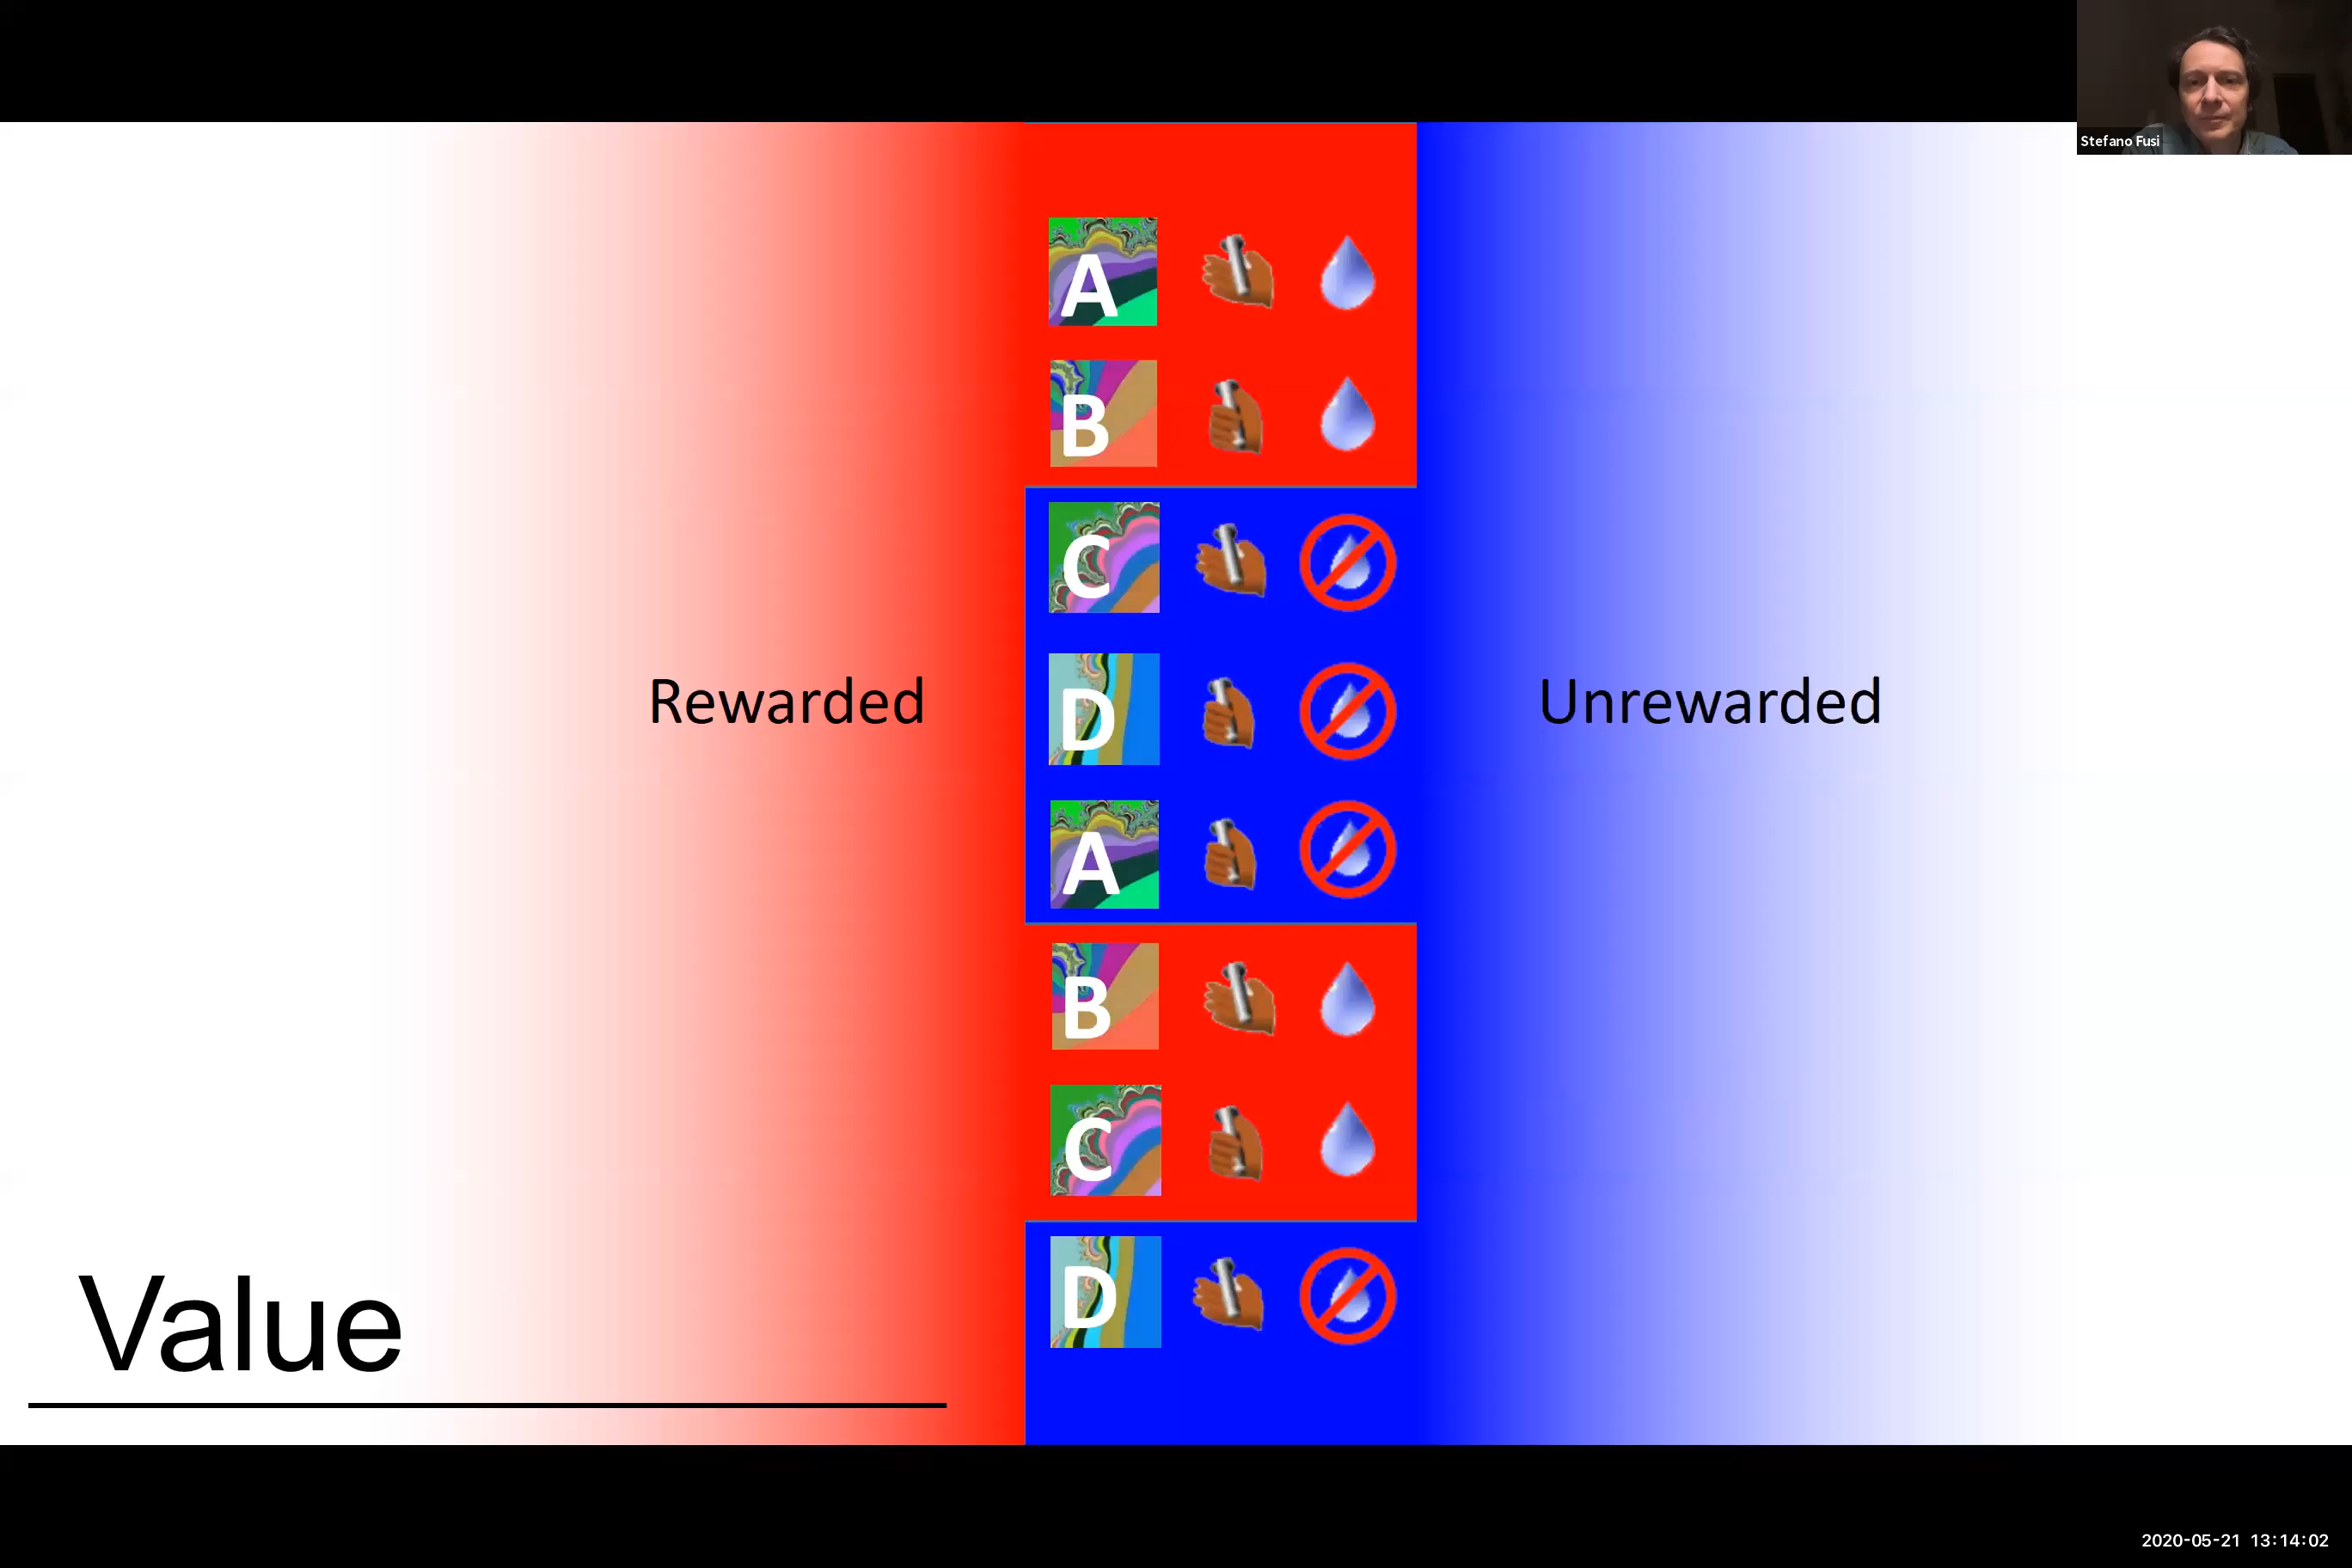 Stefano Fusi
A
B
C
Rewarded
D
Unrewarded
A
B
C
D
Value
2020-05-21 13:14:02